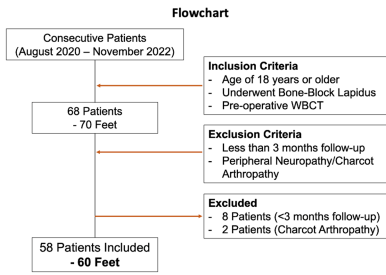 Flowchart
Consecutive Patients
(August 2020 – November 2022)
Inclusion Criteria
- Age of 18 years or older
- Underwent Bone-Block Lapidus
- Pre-operative WBCT
68 Patients
- 70 Feet
Exclusion Criteria
- Less than 3 months follow-up
- Peripheral Neuropathy/Charcot
Arthropathy
Excluded
- 8 Patients (<3 months follow-up)
- 2 Patients (Charcot Arthropathy)
58 Patients Included
- 60 Feet